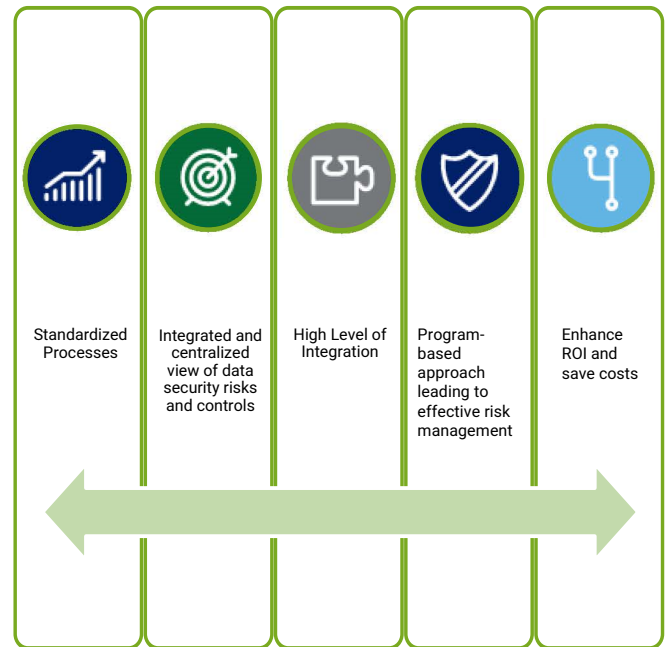 Standardized
Processes
Integrated and
centralized
view of data
security risks
and controls
High Level of
Integration
Program-
based
approach
leading to
effective risk
management
Enhance
ROI and
save costs